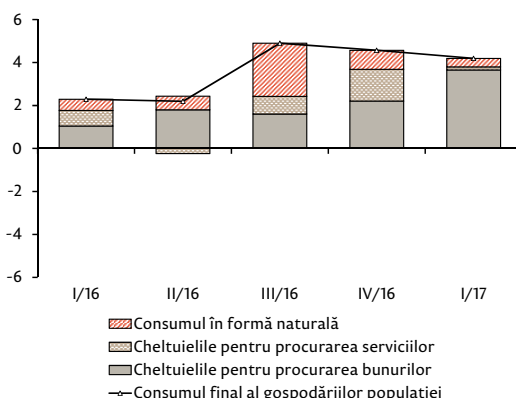 6
4
2
0
-2
-4
-6
I/16 II/16 III/16 IV/16 I/17
Consumul în formă naturală
Cheltuielile pentru procurarea serviciilor
Cheltuielile pentru procurarea bunurilor
Consumul final al gospodăriilor populației